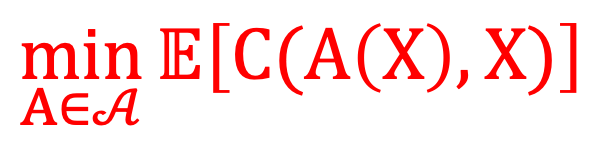 min 𝔼[C(A(X), X)]
A∈𝒜